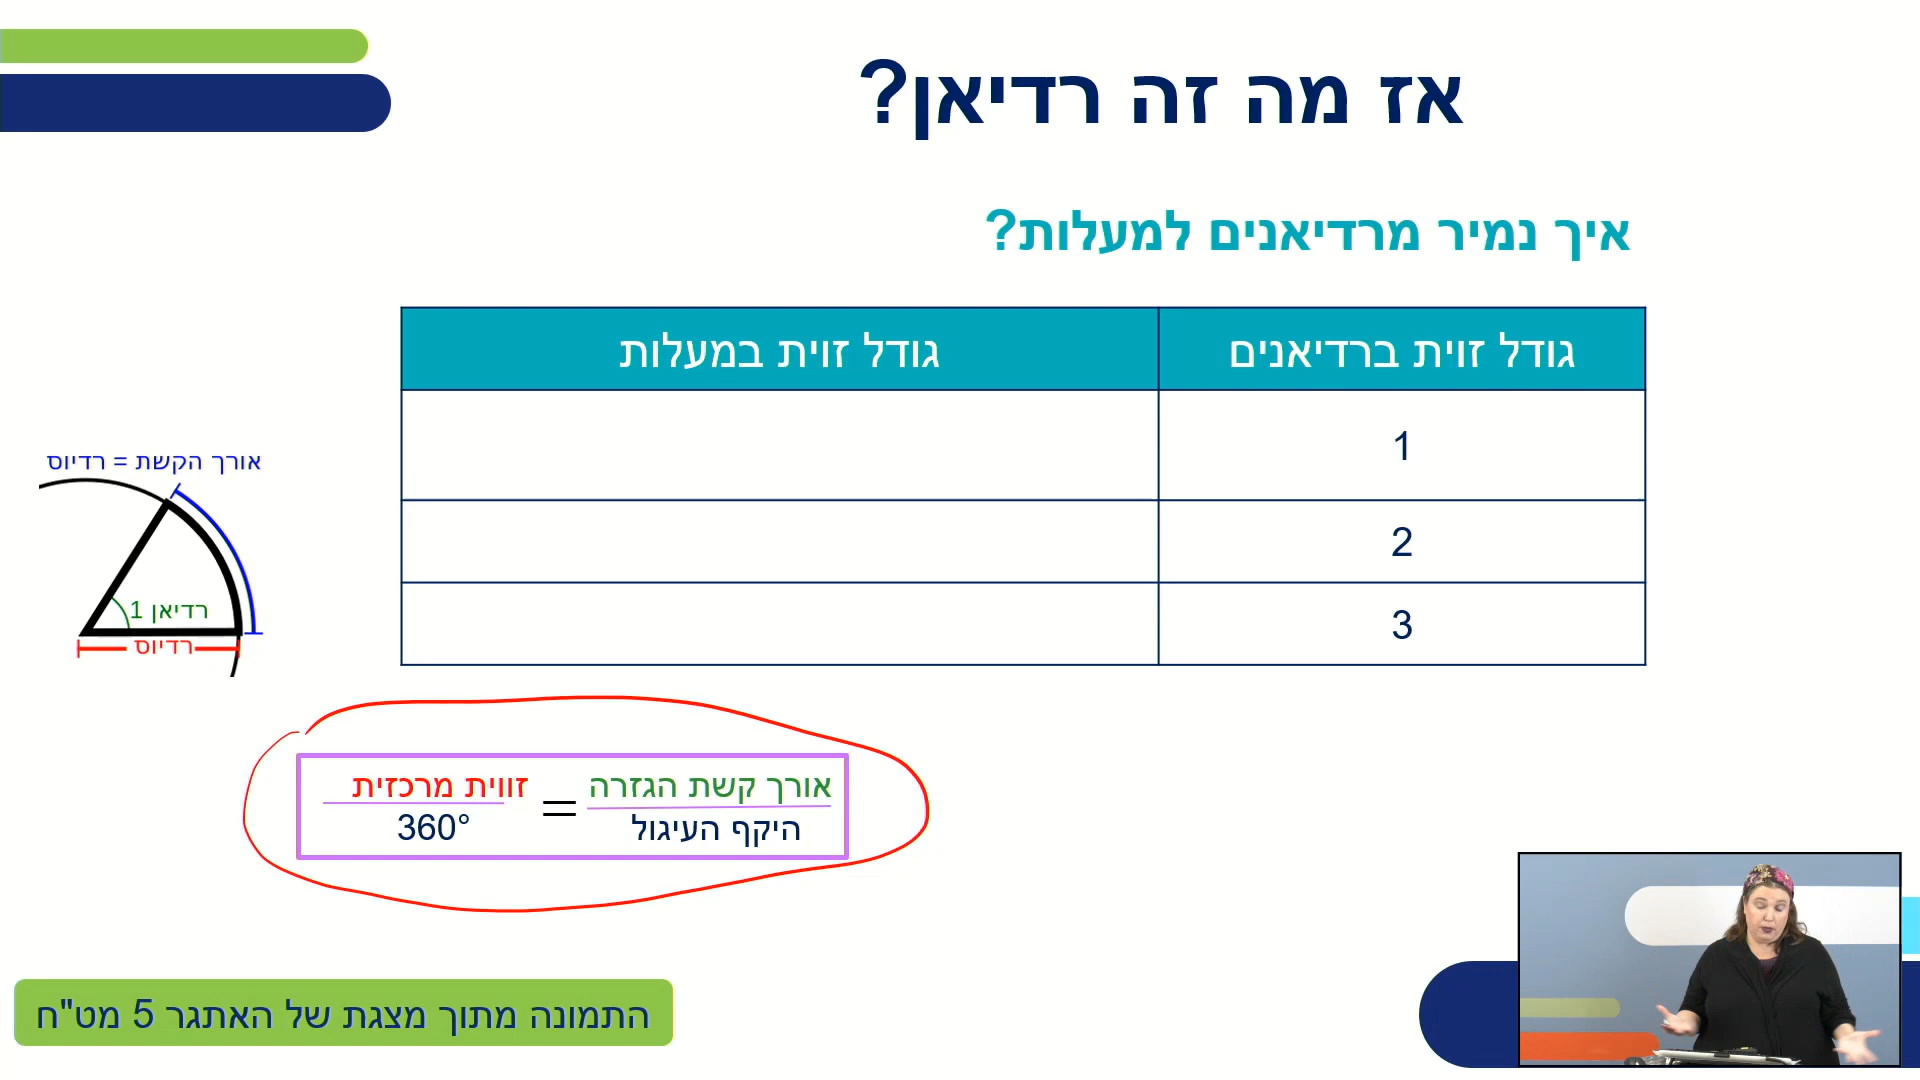 אז מה זה רדיאן?
איך נמיר מרדיאנים למעלות?
גודל זוית ברדיאנים
גודל זוית במעלות
1
2
3
אורך הקשת = רדיוס
1 רדיאן
רדיוס
אורך קשת הגזרה = זווית מרכזית
היקף העיגול 360°
התמונה מתוך מצגת של האתגר 5 מט"ח